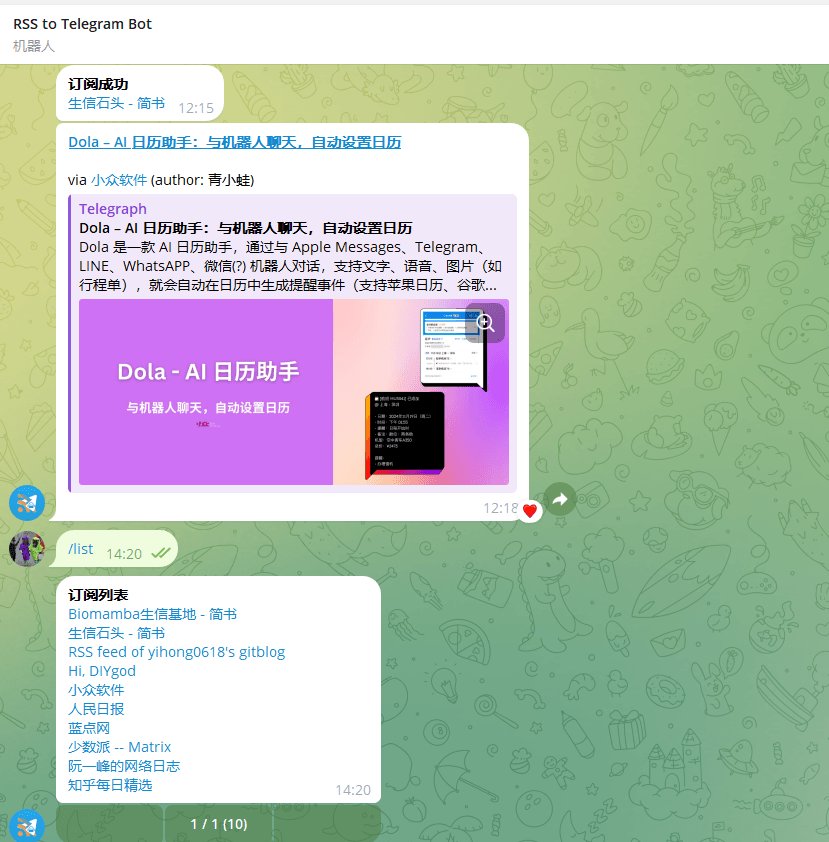 RSS to Telegram Bot
机器人
订阅成功
生信石头 - 简书
12:15
Dola – AI 日历助手：与机器人聊天，自动设置日历
via 小众软件 (author: 青小蛙)
Telegraph
Dola – AI 日历助手：与机器人聊天，自动设置日历
Dola 是一款 AI 日历助手，通过与 Apple Messages、Telegram、
LINE、WhatsAPP、微信(?) 机器人对话，支持文字、语音、图片（如
行程单），就会自动在日历中生成提醒事件（支持苹果日历、谷歌...
Dola - AI 日历助手
与机器人聊天，自动设置日历
12:18
/list
14:20
订阅列表
Biomamba生信基地 - 简书
生信石头 - 简书
RSS feed of yihong0618's gitblog
Hi, DIYgod
小众软件
人民日报
蓝点网
少数派 -- Matrix
阮一峰的网络日志
知乎每日精选
14:20
1 / 1 (10)